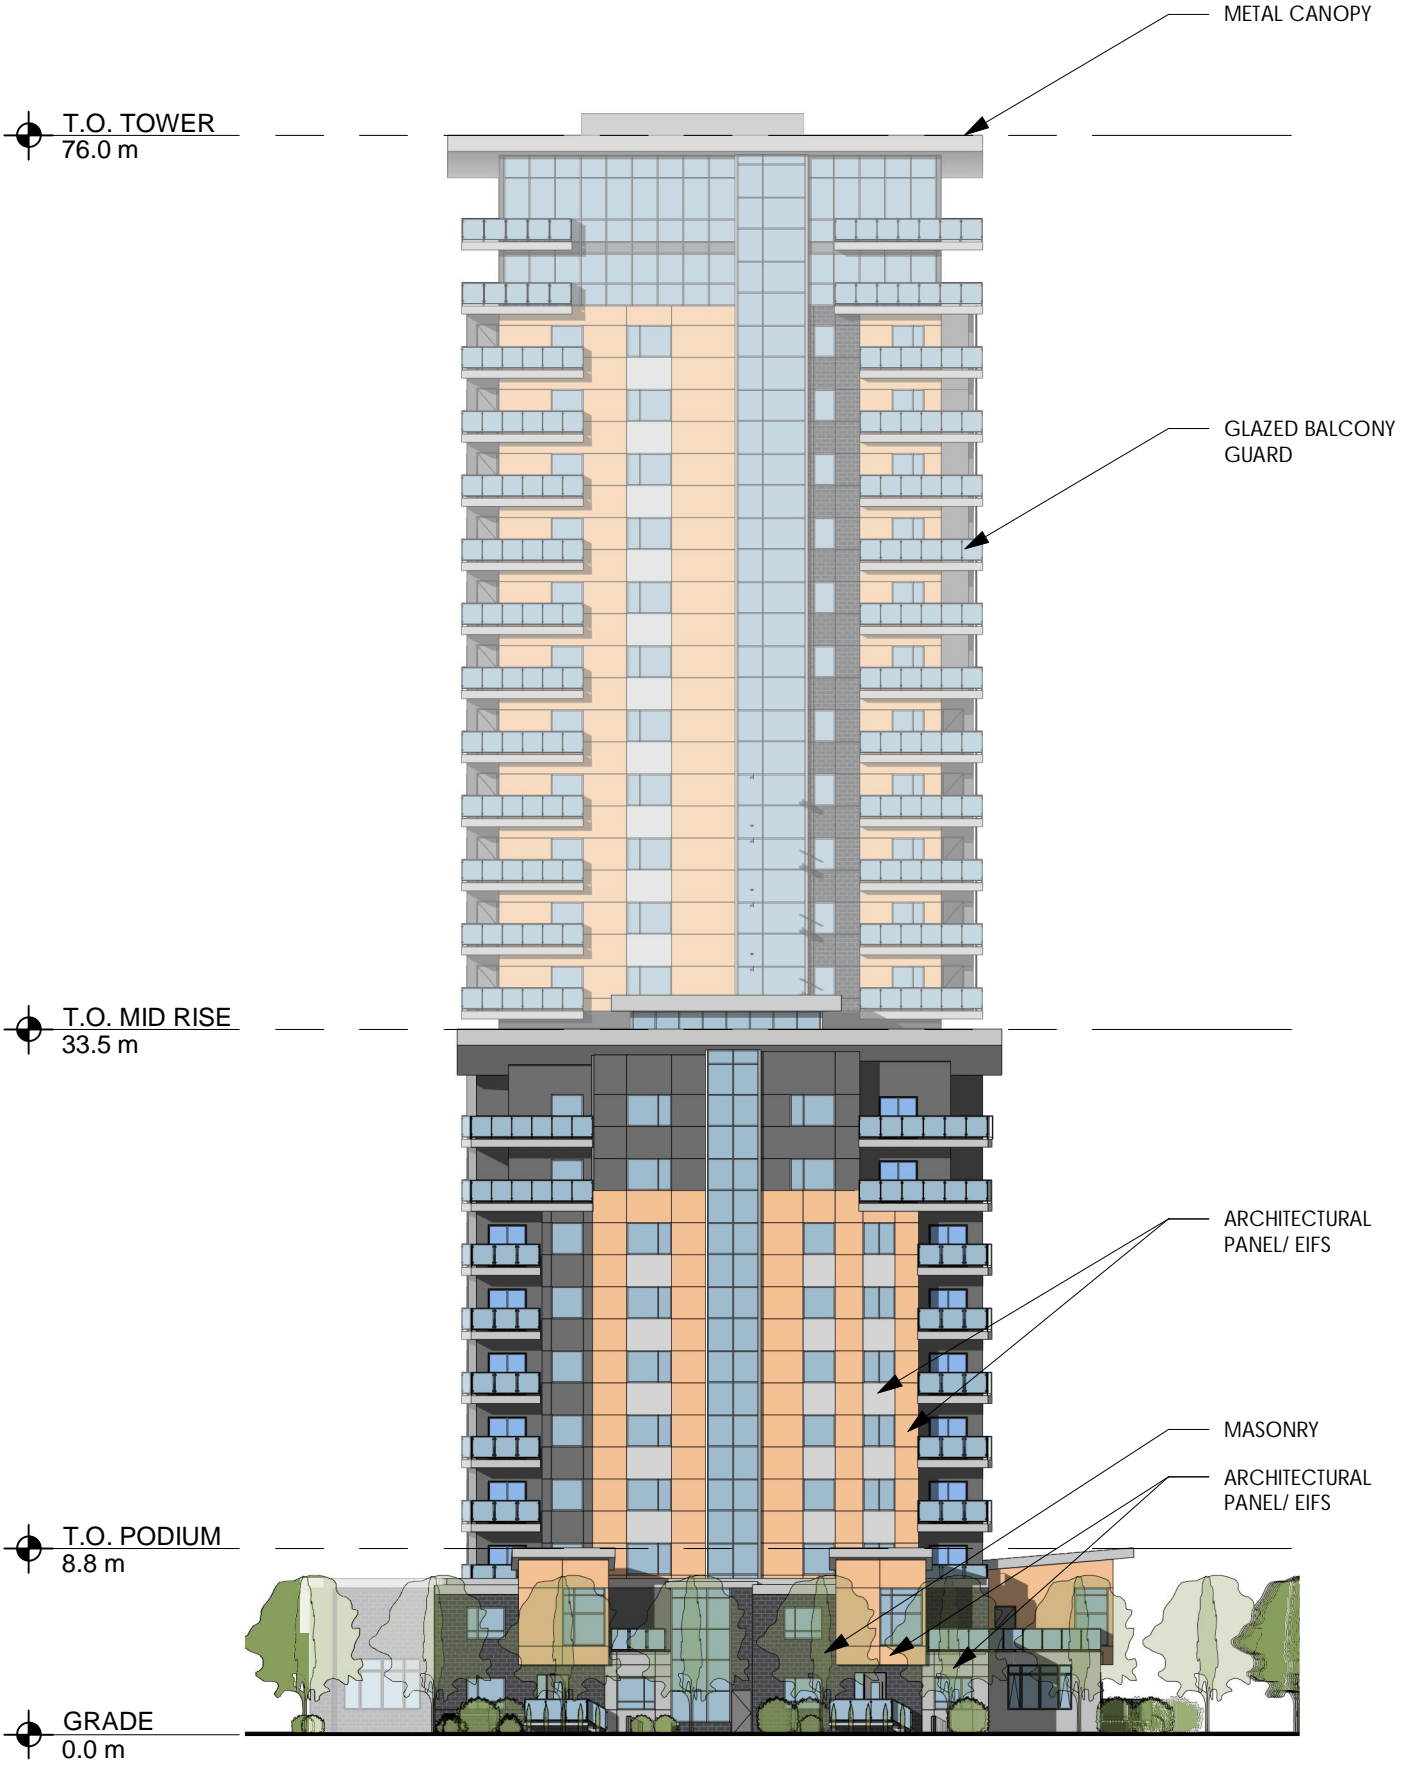 METAL CANOPY
T.O. TOWER
76.0 m
GLAZED BALCONY
GUARD
T.O. MID RISE
33.5 m
ARCHITECTURAL
PANEL/ EIFS
MASONRY
ARCHITECTURAL
PANEL/ EIFS
T.O. PODIUM
8.8 m
GRADE
0.0 m